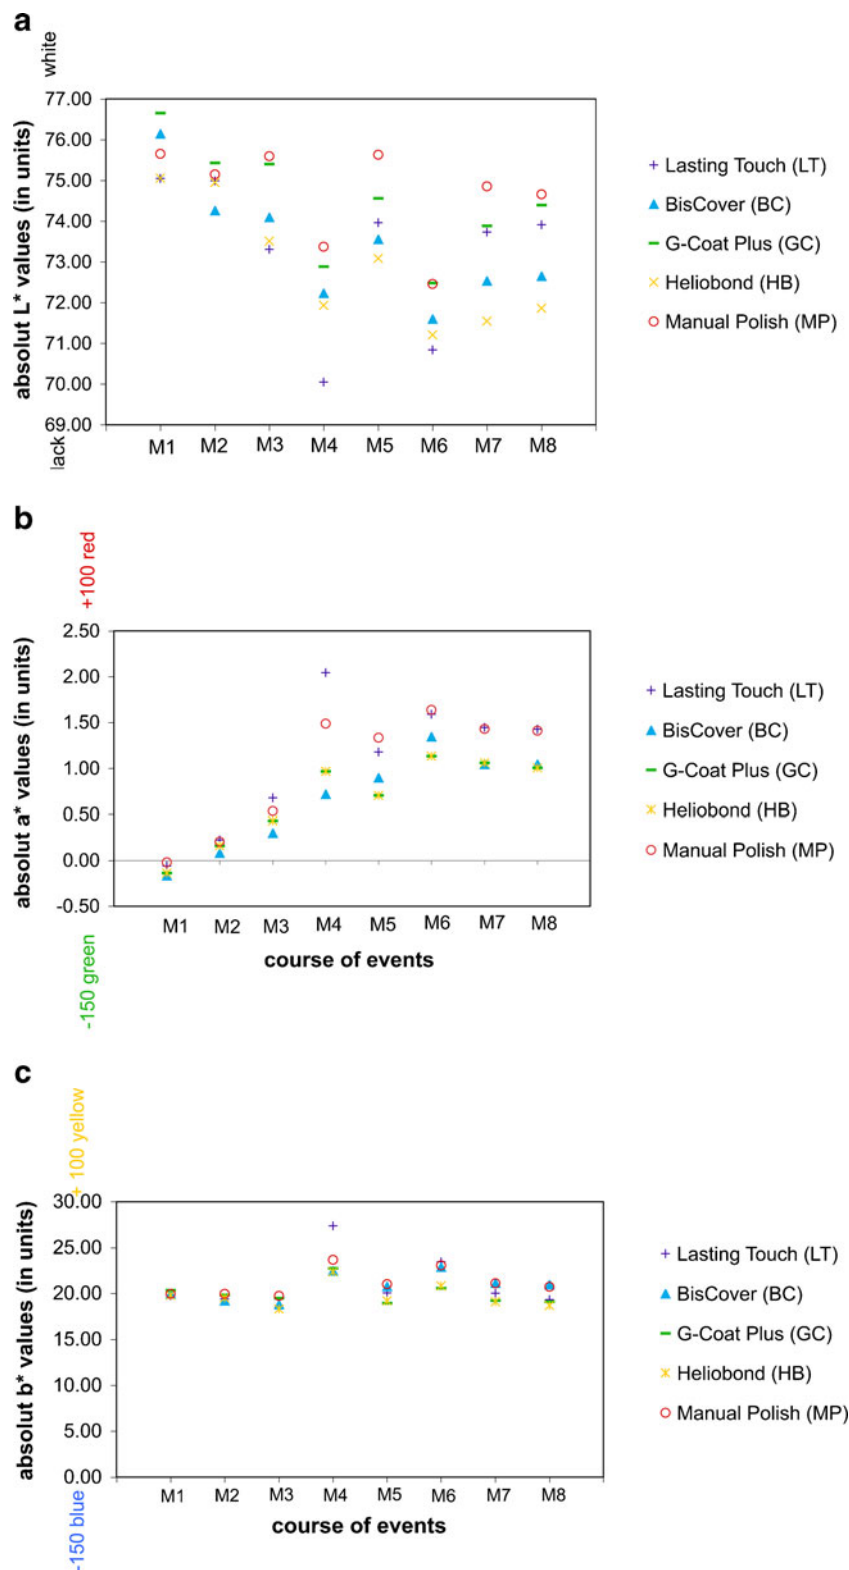 a
white
absolut L* values (in units)
77.00
76.00
75.00
74.00
73.00
72.00
71.00
70.00
69.00
lack
M1 M2 M3 M4 M5 M6 M7 M8
Lasting Touch (LT)
BisCover (BC)
G-Coat Plus (GC)
Heliobond (HB)
Manual Polish (MP)
b
+100 red
absolut a* values (in units)
-150 green
2.50
2.00
1.50
1.00
0.50
0.00
-0.50
M1 M2 M3 M4 M5 M6 M7 M8
course of events
Lasting Touch (LT)
BisCover (BC)
G-Coat Plus (GC)
Heliobond (HB)
Manual Polish (MP)
c
+ 100 yellow
absolut b* values (in units)
-150 blue
30.00
25.00
20.00
15.00
10.00
5.00
0.00
M1 M2 M3 M4 M5 M6 M7 M8
course of events
Lasting Touch (LT)
BisCover (BC)
G-Coat Plus (GC)
Heliobond (HB)
Manual Polish (MP)